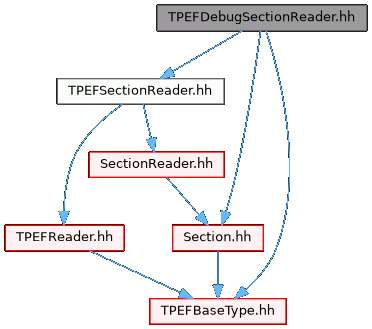 TPEFDebugSectionReader.hh
TPEFSectionReader.hh
SectionReader.hh
TPEFReader.hh
Section.hh
TPEFBaseType.hh